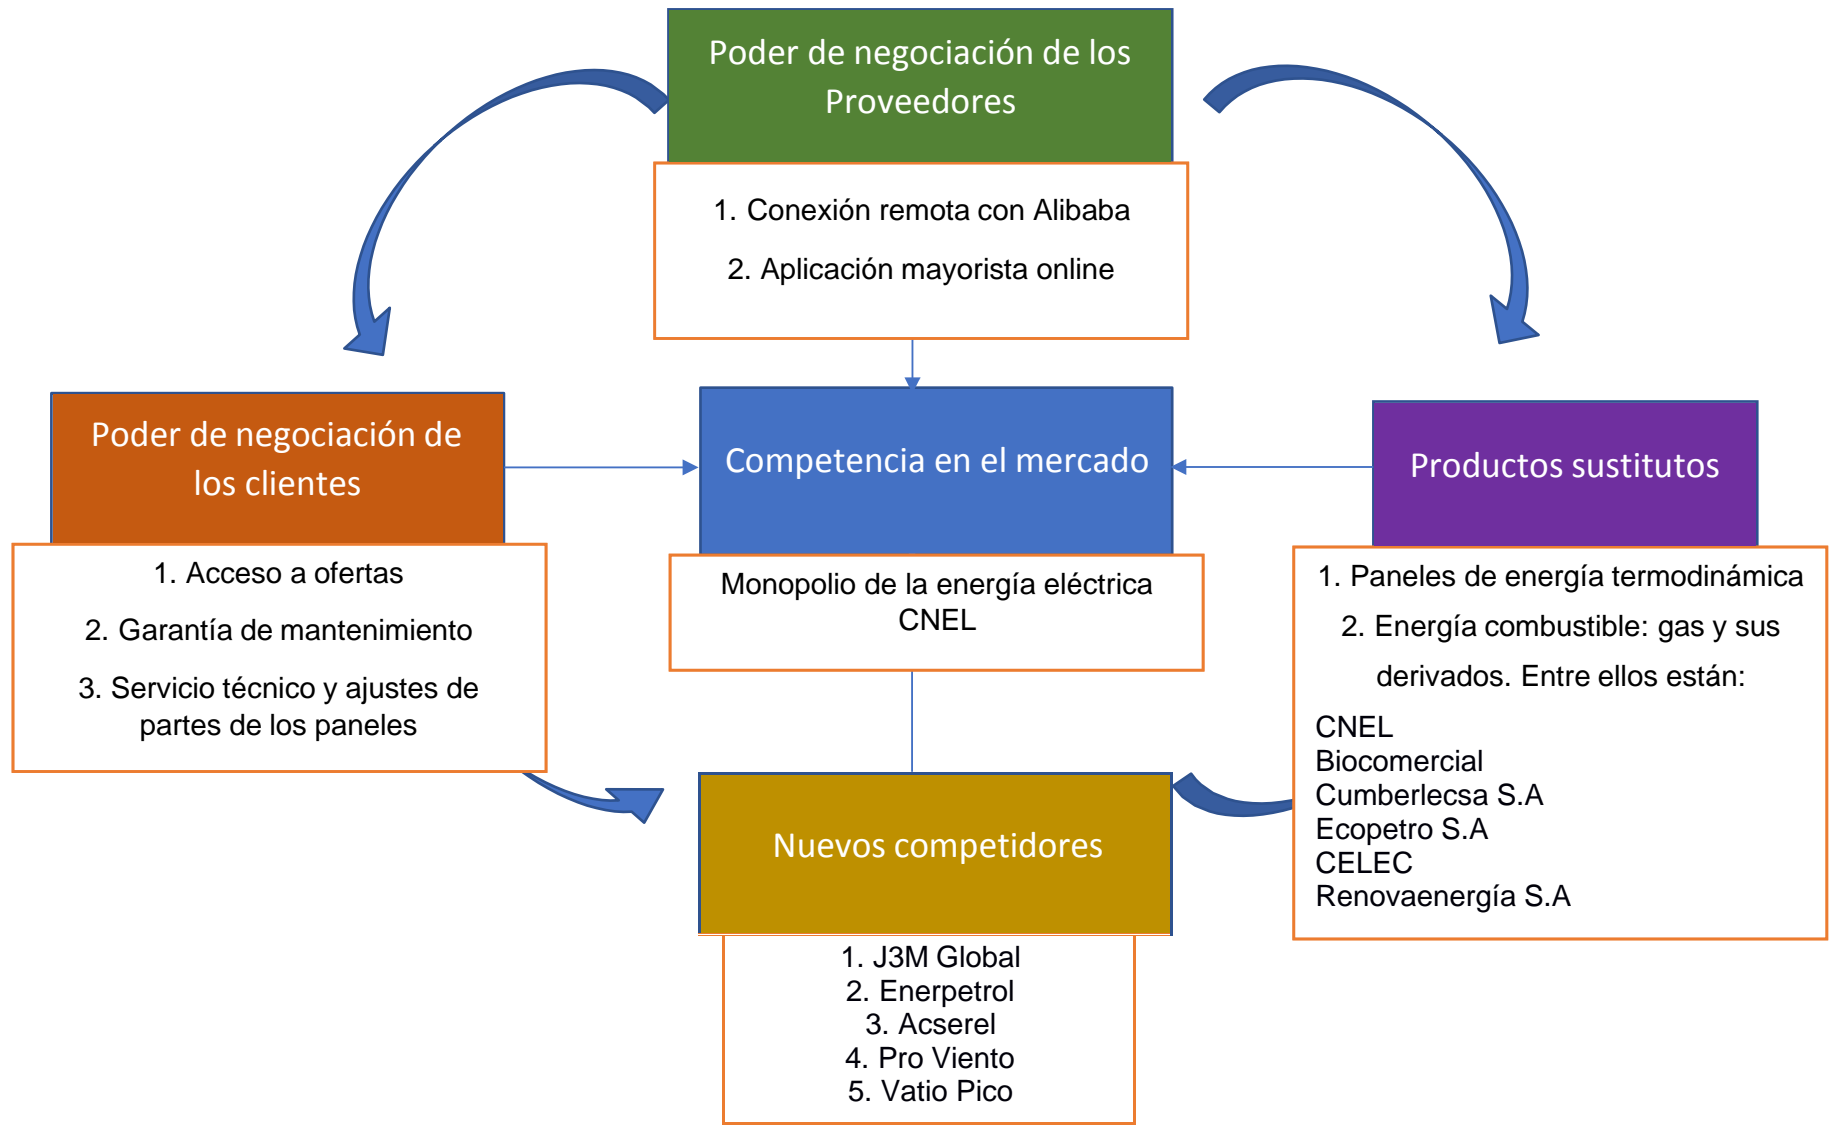 Poder de negociación de los
Proveedores
1. Conexión remota con Alibaba
2. Aplicación mayorista online
Poder de negociación de
los clientes
1. Acceso a ofertas
2. Garantía de mantenimiento
3. Servicio técnico y ajustes de
partes de los paneles
Competencia en el mercado
Monopolio de la energía eléctrica
CNEL
Productos sustitutos
1. Paneles de energía termodinámica
2. Energía combustible: gas y sus
derivados. Entre ellos están:
CNEL
Biocomercial
Cumberlecsa S.A
Ecopetro S.A
CELEC
Renovaenergía S.A
Nuevos competidores
1. J3M Global
2. Enerpetrol
3. Acserel
4. Pro Viento
5. Vatio Pico